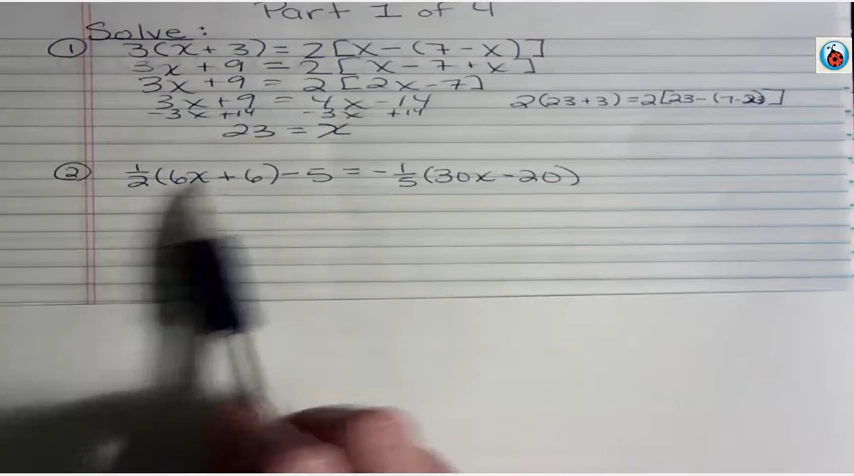 Part 1 of 4
Solve:
① 3(x + 3) = 2[x - (7 - x)]
3x + 9 = 2[x - 7 + x]
3x + 9 = 2[2x - 7]
3x + 9 = 4x - 14
-3x +14 -3x +14
23 = x
2(23 + 3) = 2[23 - (7 - 23)]
② ½(6x + 6) - 5 = -⅕(30x - 20)